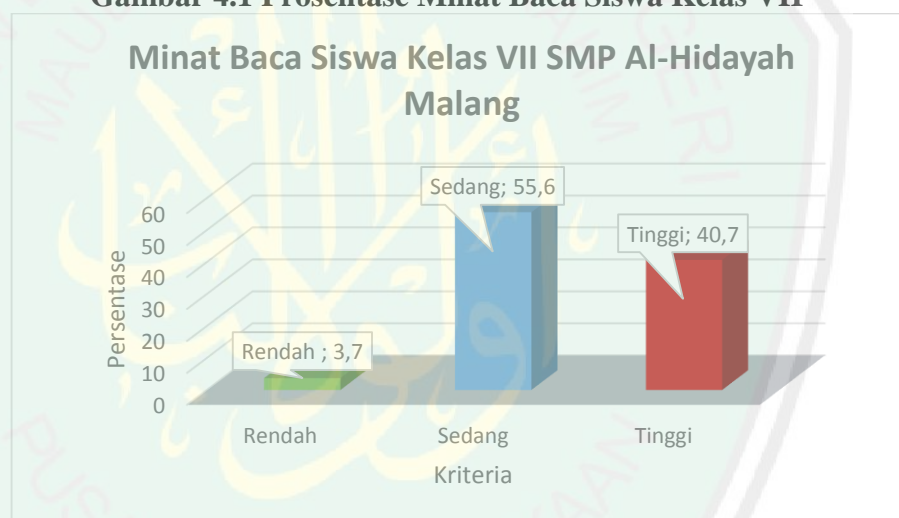 Gambar 4.1 Prosentase Minat Baca Siswa Kelas VII
Minat Baca Siswa Kelas VII SMP Al-Hidayah
Malang
Persentase
60
50
40
30
20
10
0
Rendah ; 3,7
Sedang; 55,6
Tinggi; 40,7
Rendah
Sedang
Tinggi
Kriteria